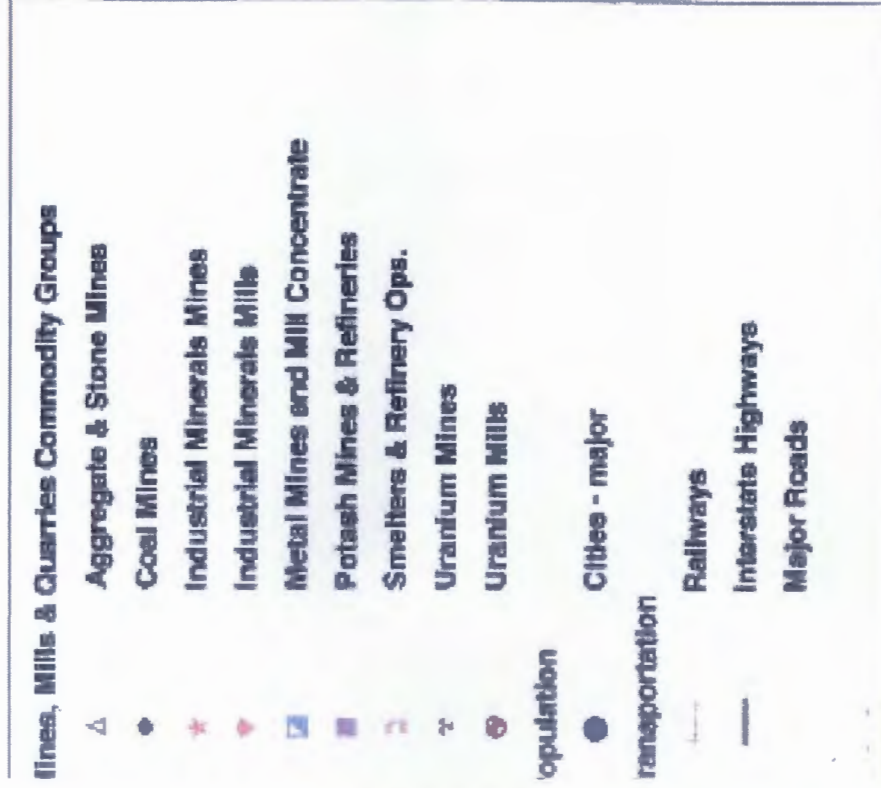 lines, Mills & Quarries Commodity Groups
Aggregate & Stone Mines
Coal Mines
Industrial Minerals Mines
Industrial Minerals Mills
Metal Mines and Mill Concentrate
Potash Mines & Refineries
Smelters & Refinery Ops.
Uranium Mines
Uranium Mills
opulation
Cities - major
ransportation
Railways
Interstate Highways
Major Roads